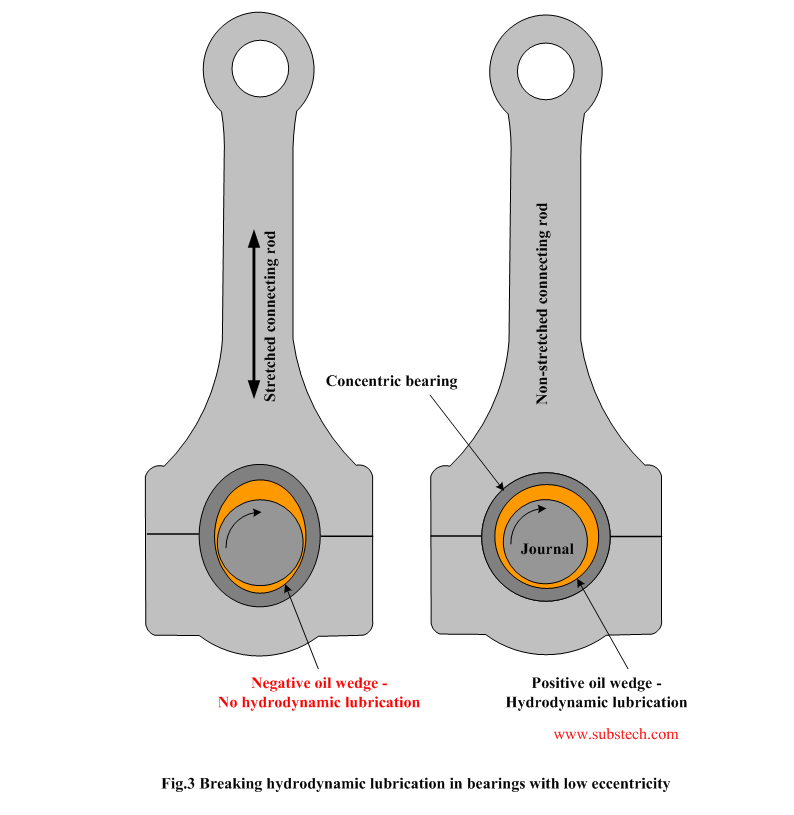 Stretched connecting rod
Non-stretched connecting rod
Concentric bearing
Journal
Negative oil wedge -
No hydrodynamic lubrication
Positive oil wedge -
Hydrodynamic lubrication
www.substech.com
Fig.3 Breaking hydrodynamic lubrication in bearings with low eccentricity